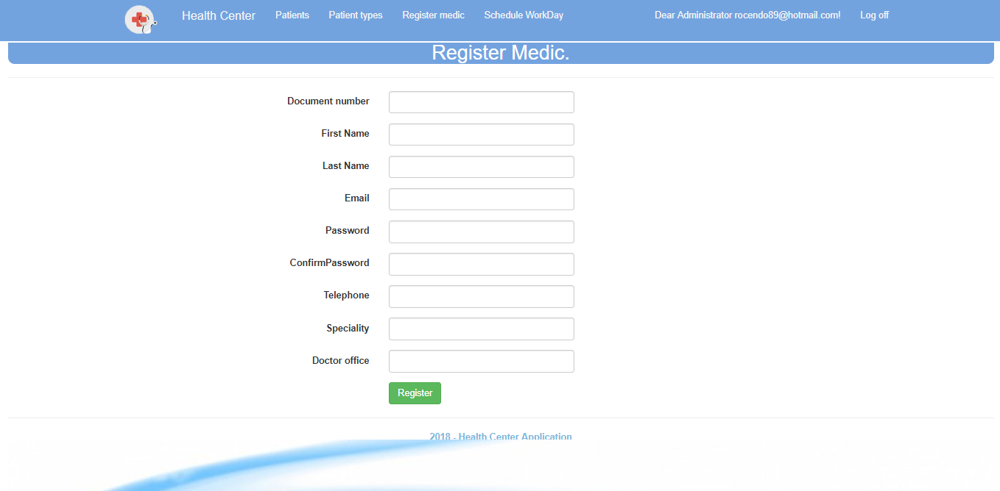 Health Center Patients Patient types Register medic Schedule WorkDay Dear Administrator rocendo89@hotmail.com! Log off
Register Medic.
Document number
First Name
Last Name
Email
Password
ConfirmPassword
Telephone
Speciality
Doctor office
Register
2018 - Health Center Application